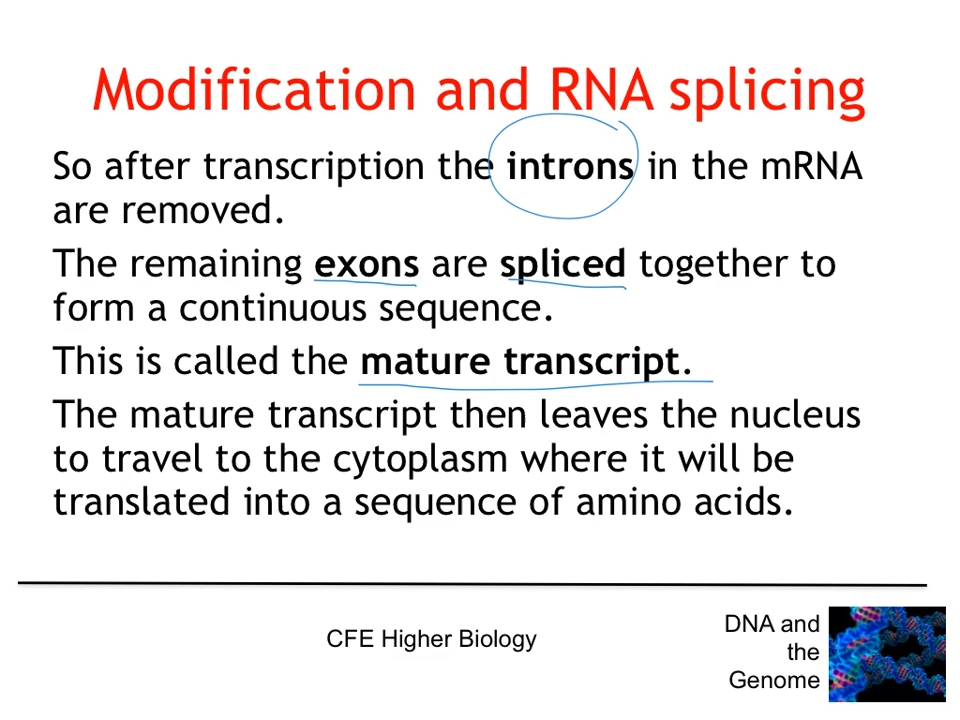 Modification and RNA splicing
So after transcription the introns in the mRNA
are removed.
The remaining exons are spliced together to
form a continuous sequence.
This is called the mature transcript.
The mature transcript then leaves the nucleus
to travel to the cytoplasm where it will be
translated into a sequence of amino acids.
CFE Higher Biology
DNA and
the
Genome